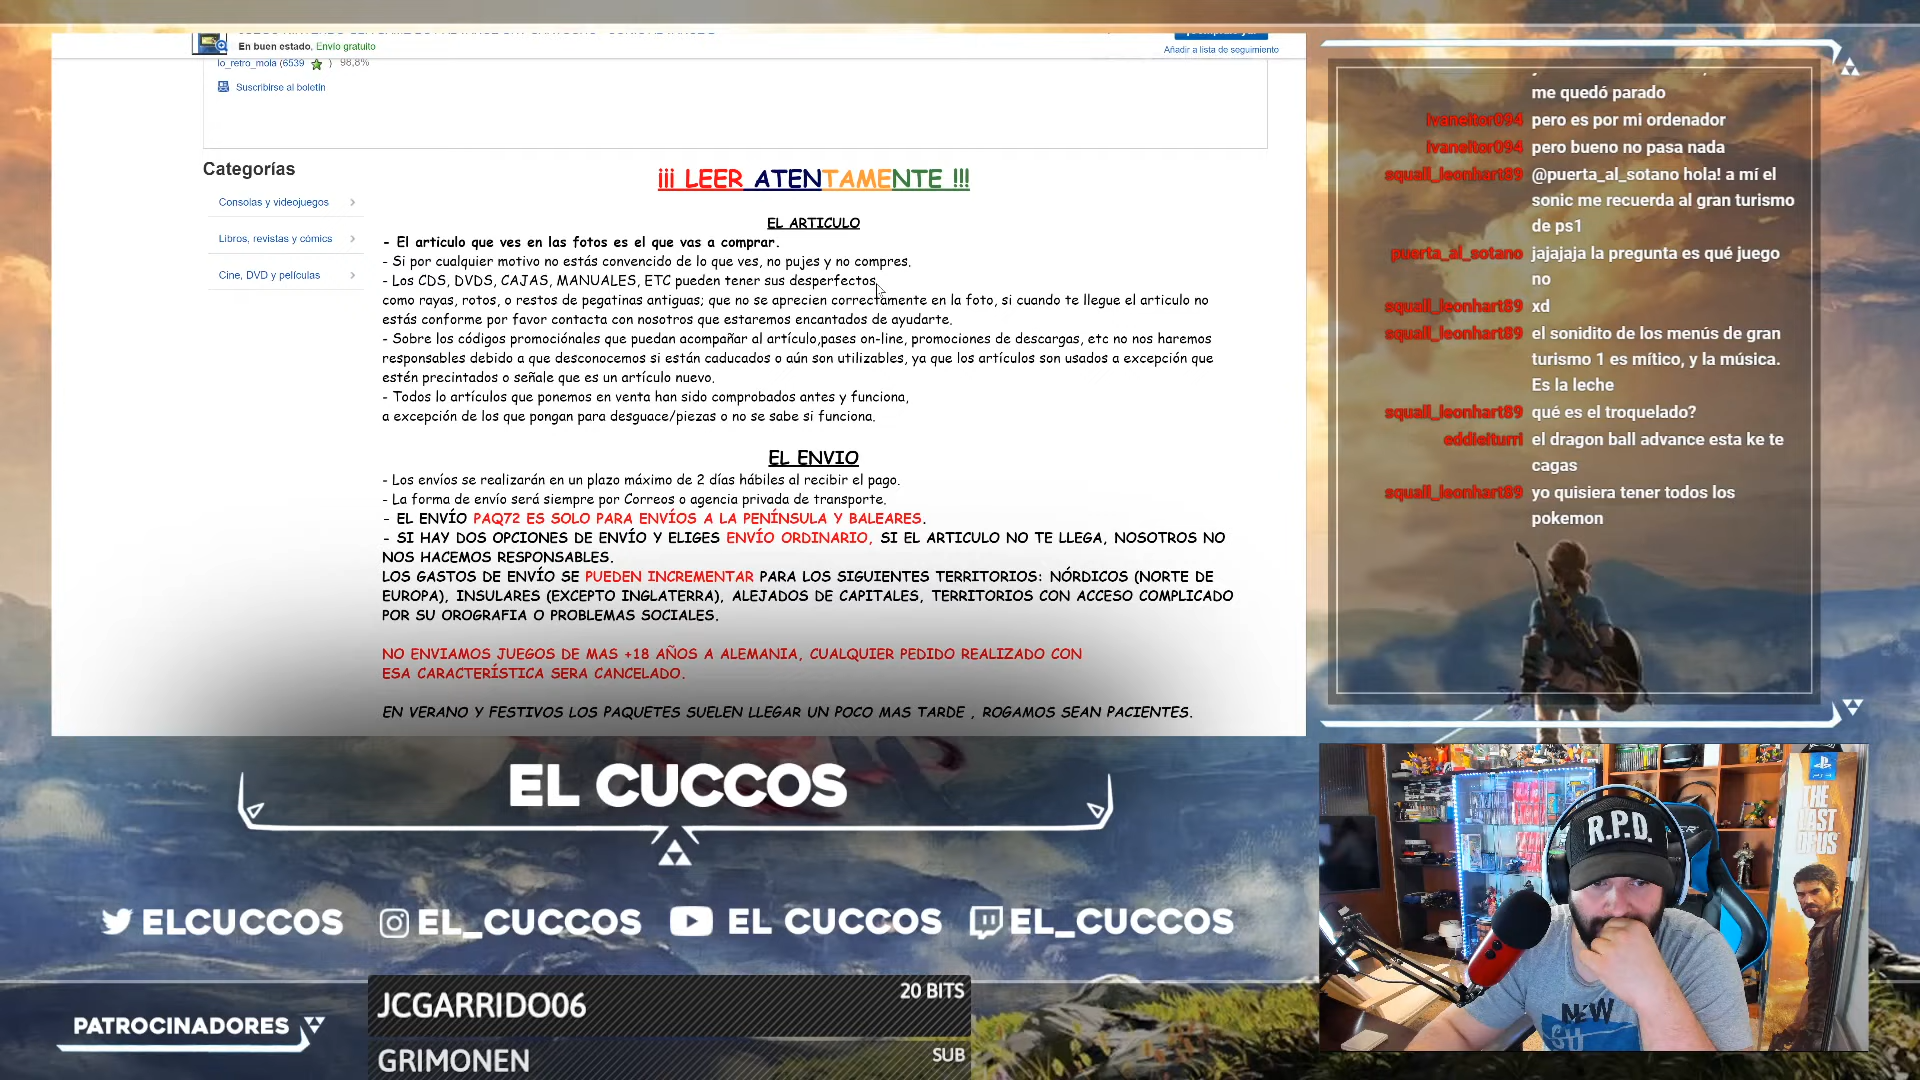 En buen estado, Envío gratuito
Añadir a lista de seguimiento
lo_retro_mola (6539 ) 98,8%
Suscribirse al boletín
Categorías
Consolas y videojuegos
Libros, revistas y cómics
Cine, DVD y películas
¡¡¡ LEER ATENTAMENTE !!!
EL ARTICULO
- El artículo que ves en las fotos es el que vas a comprar.
- Si por cualquier motivo no estás convencido de lo que ves, no pujes y no compres.
- Los CDS, DVDS, CAJAS, MANUALES, ETC pueden tener sus desperfectos,
como rayas, rotos, o restos de pegatinas antiguas; que no se aprecien correctamente en la foto, si cuando te llegue el articulo no
estás conforme por favor contacta con nosotros que estaremos encantados de ayudarte.
- Sobre los códigos promociónales que puedan acompañar al artículo,pases on-line, promociones de descargas, etc no nos haremos
responsables debido a que desconocemos si están caducados o aún son utilizables, ya que los artículos son usados a excepción que
estén precintados o señale que es un artículo nuevo.
- Todos lo artículos que ponemos en venta han sido comprobados antes y funciona,
a excepción de los que pongan para desguace/piezas o no se sabe si funciona.
EL ENVIO
- Los envíos se realizarán en un plazo máximo de 2 días hábiles al recibir el pago.
- La forma de envío será siempre por Correos o agencia privada de transporte.
- EL ENVÍO PAQ72 ES SOLO PARA ENVÍOS A LA PENÍNSULA Y BALEARES.
- SI HAY DOS OPCIONES DE ENVÍO Y ELIGES ENVÍO ORDINARIO, SI EL ARTICULO NO TE LLEGA, NOSOTROS NO
NOS HACEMOS RESPONSABLES.
LOS GASTOS DE ENVÍO SE PUEDEN INCREMENTAR PARA LOS SIGUIENTES TERRITORIOS: NÓRDICOS (NORTE DE
EUROPA), INSULARES (EXCEPTO INGLATERRA), ALEJADOS DE CAPITALES, TERRITORIOS CON ACCESO COMPLICADO
POR SU OROGRAFIA O PROBLEMAS SOCIALES.
NO ENVIAMOS JUEGOS DE MAS +18 AÑOS A ALEMANIA, CUALQUIER PEDIDO REALIZADO CON
ESA CARACTERÍSTICA SERA CANCELADO.
EN VERANO Y FESTIVOS LOS PAQUETES SUELEN LLEGAR UN POCO MAS TARDE , ROGAMOS SEAN PACIENTES.
me quedó parado
ivaneitor094 pero es por mi ordenador
ivaneitor094 pero bueno no pasa nada
squall_leonhart89 @puerta_al_sotano hola! a mí el
sonic me recuerda al gran turismo
de ps1
puerta_al_sotano jajajaja la pregunta es qué juego
no
squall_leonhart89 xd
squall_leonhart89 el sonidito de los menús de gran
turismo 1 es mítico, y la música.
Es la leche
squall_leonhart89 qué es el troquelado?
eddieiturri el dragon ball advance esta ke te
cagas
squall_leonhart89 yo quisiera tener todos los
pokemon
EL CUCCOS
ELCUCCOS EL_CUCCOS EL CUCCOS EL_CUCCOS
PATROCINADORES
JCGARRIDO06 20 BITS
GRIMONEN SUB
R.P.D.
NEW
THE
LAST
OF US